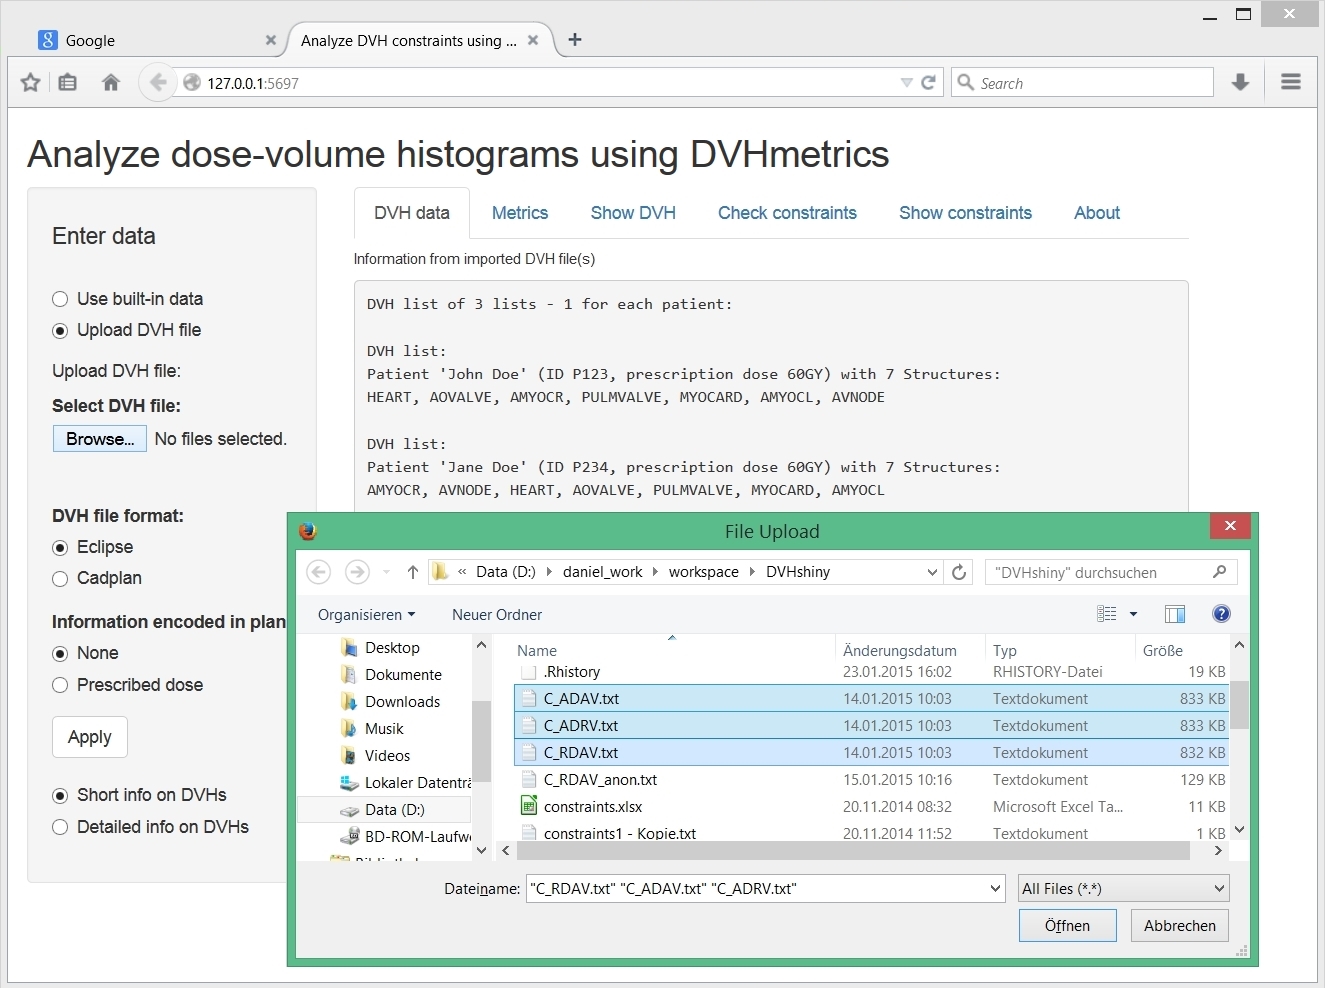 Google
Analyze DVH constraints using ...
127.0.0.1:5697
Search
Analyze dose-volume histograms using DVHmetrics
Enter data
Use built-in data
Upload DVH file
Upload DVH file:
Select DVH file:
Browse... No files selected.
DVH file format:
Eclipse
Cadplan
Information encoded in plan
None
Prescribed dose
Apply
Short info on DVHs
Detailed info on DVHs
DVH data Metrics Show DVH Check constraints Show constraints About
Information from imported DVH file(s)
DVH list of 3 lists - 1 for each patient:
DVH list:
Patient 'John Doe' (ID P123, prescription dose 60GY) with 7 Structures:
HEART, AOVALVE, AMYOCR, PULMVALVE, MYOCARD, AMYOCL, AVNODE
DVH list:
Patient 'Jane Doe' (ID P234, prescription dose 60GY) with 7 Structures:
AMYOCR, AVNODE, HEART, AOVALVE, PULMVALVE, MYOCARD, AMYOCL
File Upload
« Data (D:) daniel_work workspace DVHshiny
"DVHshiny" durchsuchen
Organisieren Neuer Ordner
Desktop
Dokumente
Downloads
Musik
Videos
Lokaler Datenträ
Data (D:)
BD-ROM-Laufw
Name Änderungsdatum Typ Größe
.Rhistory 23.01.2015 16:02 RHISTORY-Datei 19 KB
C_ADAV.txt 14.01.2015 10:03 Textdokument 833 KB
C_ADRV.txt 14.01.2015 10:03 Textdokument 833 KB
C_RDAV.txt 14.01.2015 10:03 Textdokument 832 KB
C_RDAV_anon.txt 15.01.2015 10:16 Textdokument 129 KB
constraints.xlsx 20.11.2014 08:32 Microsoft Excel Ta... 11 KB
constraints1 - Kopie.txt 20.11.2014 11:52 Textdokument 1 KB
Dateiname: "C_RDAV.txt" "C_ADAV.txt" "C_ADRV.txt"
All Files (*.*)
Öffnen Abbrechen